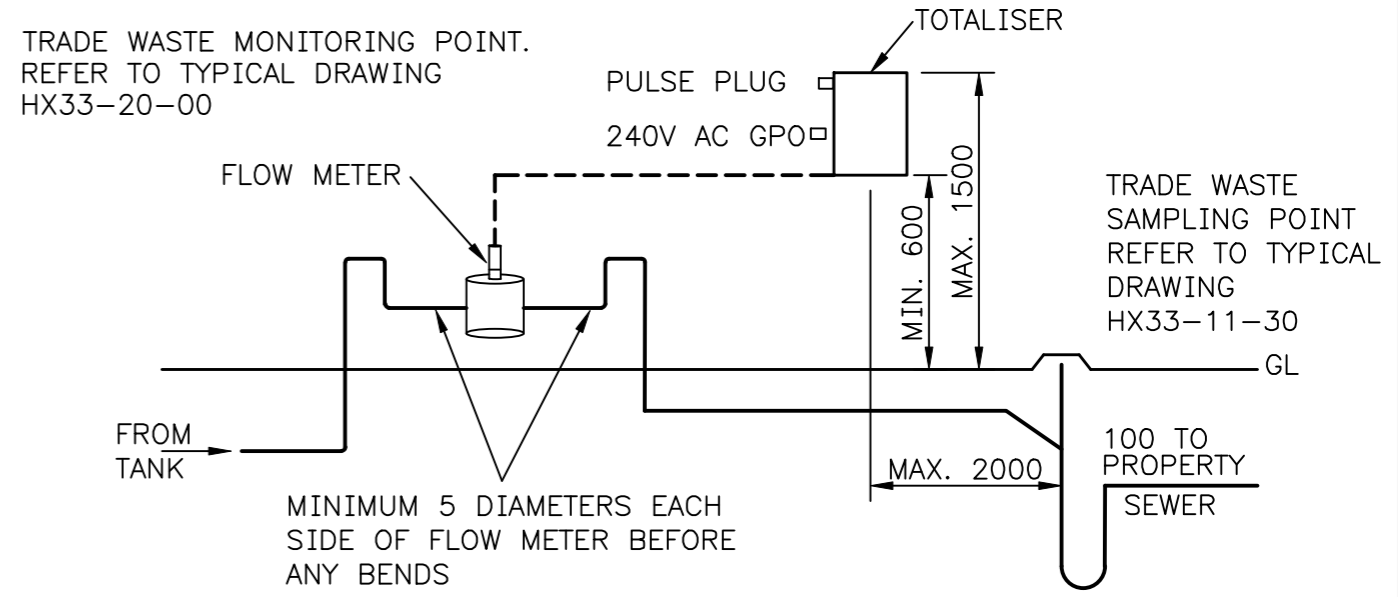 TRADE WASTE MONITORING POINT.
REFER TO TYPICAL DRAWING
HX33-20-00
TOTALISER
PULSE PLUG
240V AC GPO
FLOW METER
MIN. 600
MAX. 1500
TRADE WASTE
SAMPLING POINT
REFER TO TYPICAL
DRAWING
HX33-11-30
GL
FROM
TANK
MINIMUM 5 DIAMETERS EACH
SIDE OF FLOW METER BEFORE
ANY BENDS
MAX. 2000
100 TO
PROPERTY
SEWER